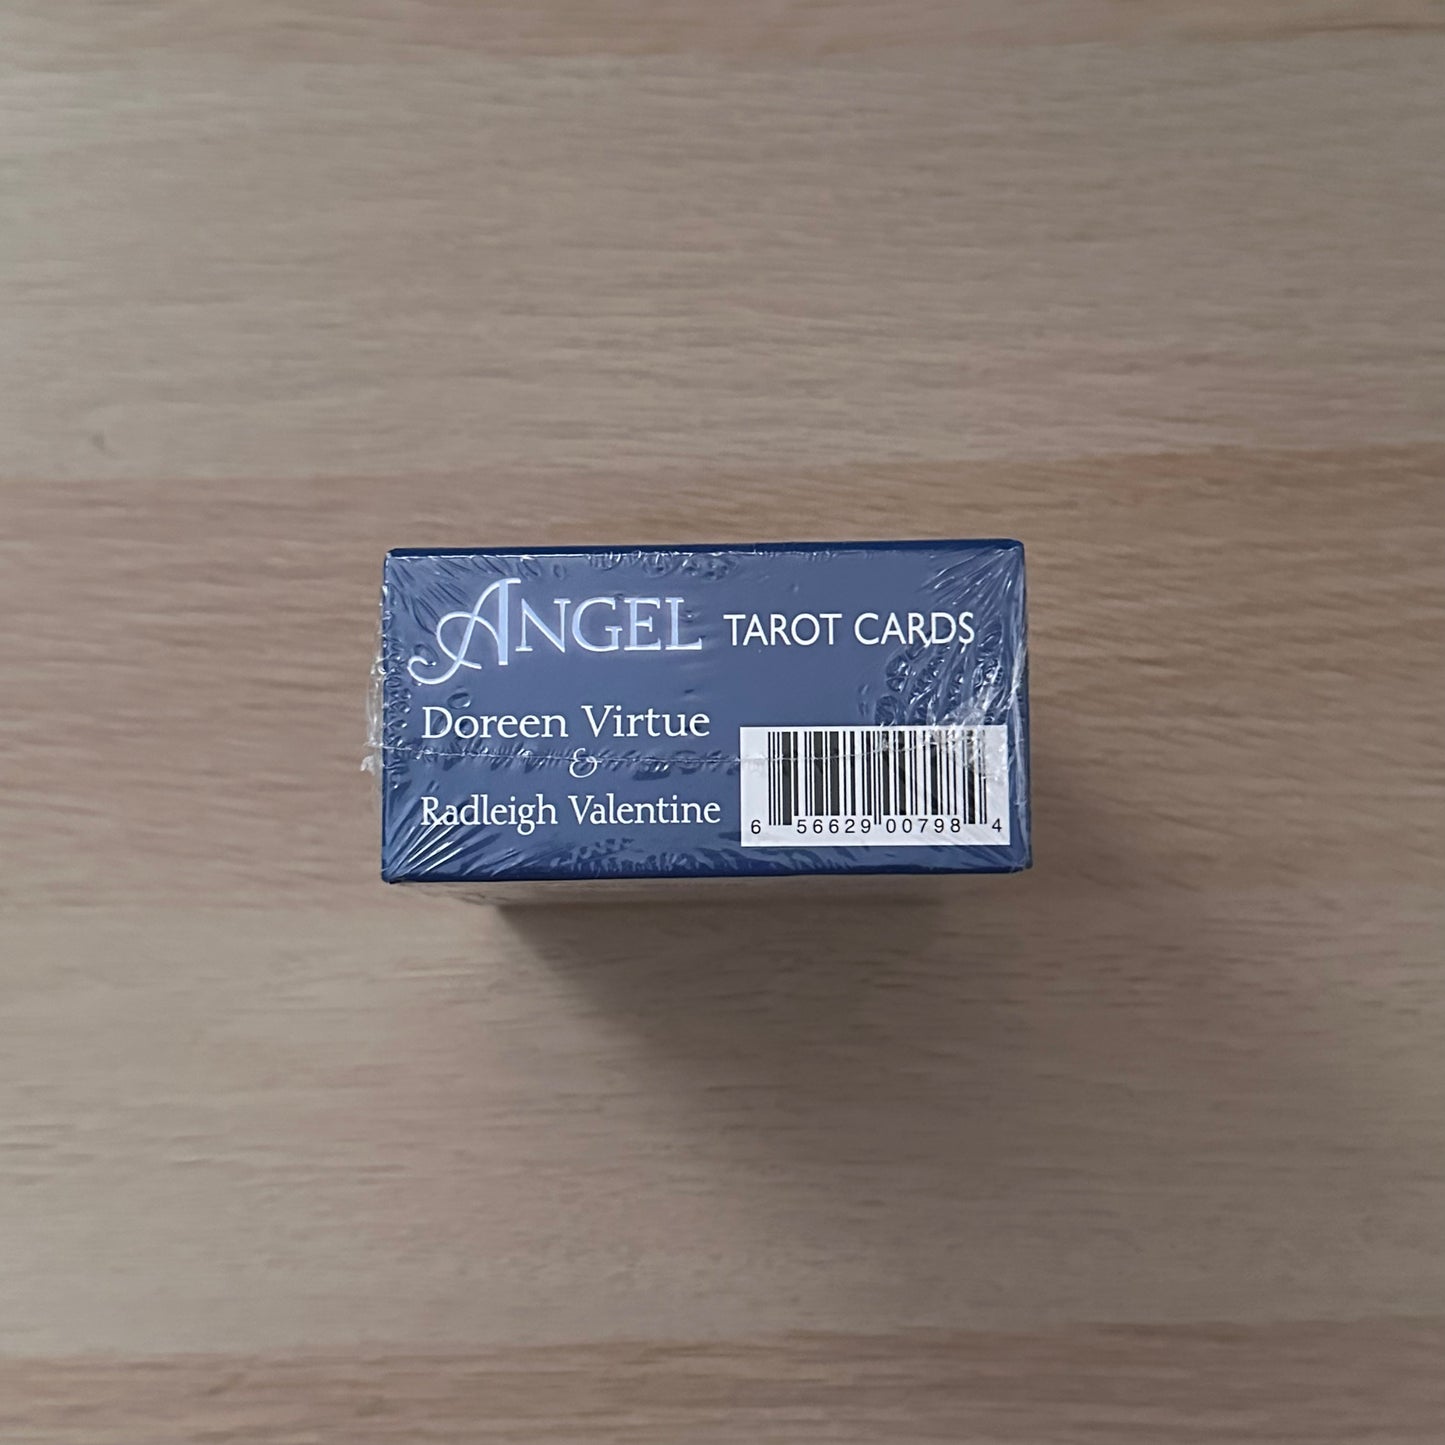 ANGEL TAROT CARDS
Doreen Virtue
&
Radleigh Valentine
6 56629 00798 4